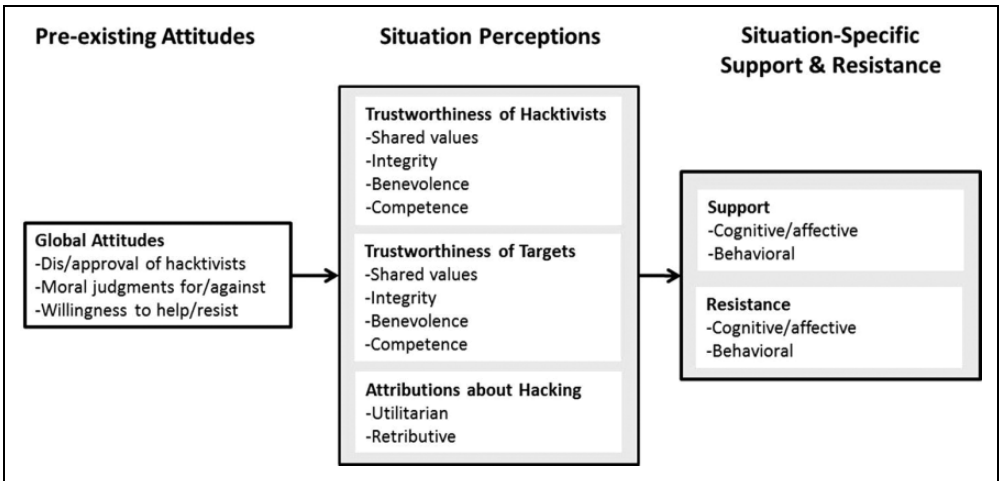 Pre-existing Attitudes
Situation Perceptions
Situation-Specific
Support & Resistance
Global Attitudes
-Dis/approval of hacktivists
-Moral judgments for/against
-Willingness to help/resist
Trustworthiness of Hacktivists
-Shared values
-Integrity
-Benevolence
-Competence
Trustworthiness of Targets
-Shared values
-Integrity
-Benevolence
-Competence
Attributions about Hacking
-Utilitarian
-Retributive
Support
-Cognitive/affective
-Behavioral
Resistance
-Cognitive/affective
-Behavioral